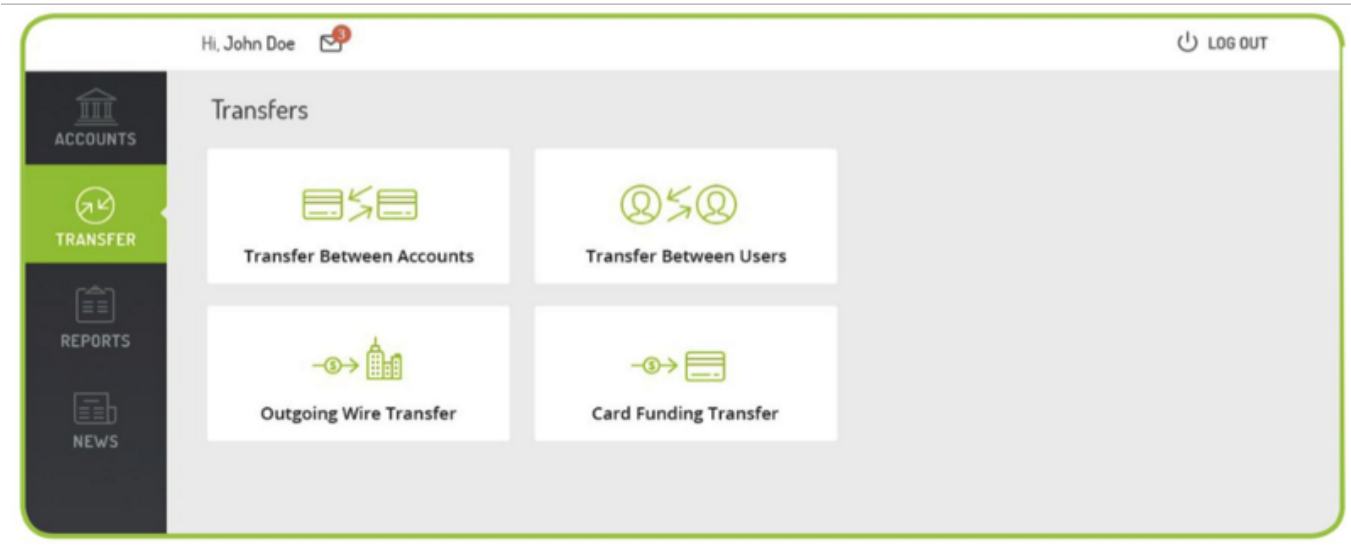 Hi, John Doe
3
LOG OUT
ACCOUNTS
TRANSFER
REPORTS
NEWS
Transfers
Transfer Between Accounts
Transfer Between Users
$
Outgoing Wire Transfer
$
Card Funding Transfer